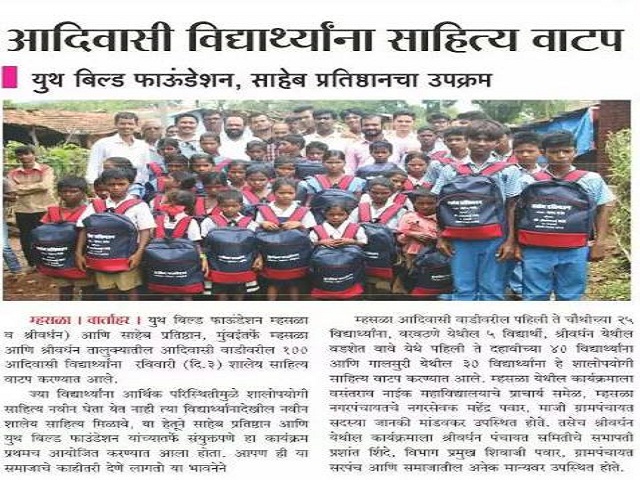 आदिवासी विद्यार्थ्यांना साहित्य वाटप
युथ बिल्ड फाऊंडेशन, साहेब प्रतिष्ठानचा उपक्रम
म्हसळा । वार्ताहर । युथ बिल्ड फाऊंडेशन म्हसळा
व श्रीवर्धन) आणि साहेब प्रतिष्ठान, मुंबईतर्फे म्हसळा
आणि श्रीवर्धन तालुक्यातील आदिवासी वाडीवरील १००
आदिवासी विद्यार्थ्यांना रविवारी (दि.३) शालेय साहित्य
वाटप करण्यात आले.
ज्या विद्यार्थ्यांना आर्थिक परिस्थितीमुळे शालोपयोगी
साहित्य नवीन घेता येत नाही त्या विद्यार्थ्यांनादेखील नवीन
शालेय साहित्य मिळावे, या हेतूने साहेब प्रतिष्ठान आणि
युथ बिल्ड फाउंडेशन यांच्यातर्फे संयुक्तपणे हा कार्यक्रम
प्रथमच आयोजित करण्यात आला होता. आपण ही या
समाजाचे काहीतरी देणे लागतो या भावनेने
म्हसळा आदिवासी वाडीवरील पहिली ते चौथीच्या २५
विद्यार्थ्यांना, वरवठणे येथील ५ विद्यार्थी, श्रीवर्धन येथील
वडशेत वावे येथे पहिली ते दहावीच्या ४० विद्यार्थ्यांना
आणि गालसुरी येथील ३० विद्यार्थ्यांना हे शालोपयोगी
साहित्य वाटप करण्यात आले. म्हसळा येथील कार्यक्रमाला
वसंतराव नाईक महाविद्यालयाचे प्राचार्य समेळ, म्हसळा
नगरपंचायतचे नगरसेवक महेंद्र पवार, माजी ग्रामपंचायत
सदस्या जानकी मांडवकर उपस्थित होते. तसेच श्रीवर्धन
येथील कार्यक्रमाला श्रीवर्धन पंचायत समितीचे सभापती
प्रशांत शिंदे, विभाग प्रमुख शिवाजी पवार, ग्रामपंचायत
सरपंच आणि समाजातील अनेक मान्यवर उपस्थित होते.